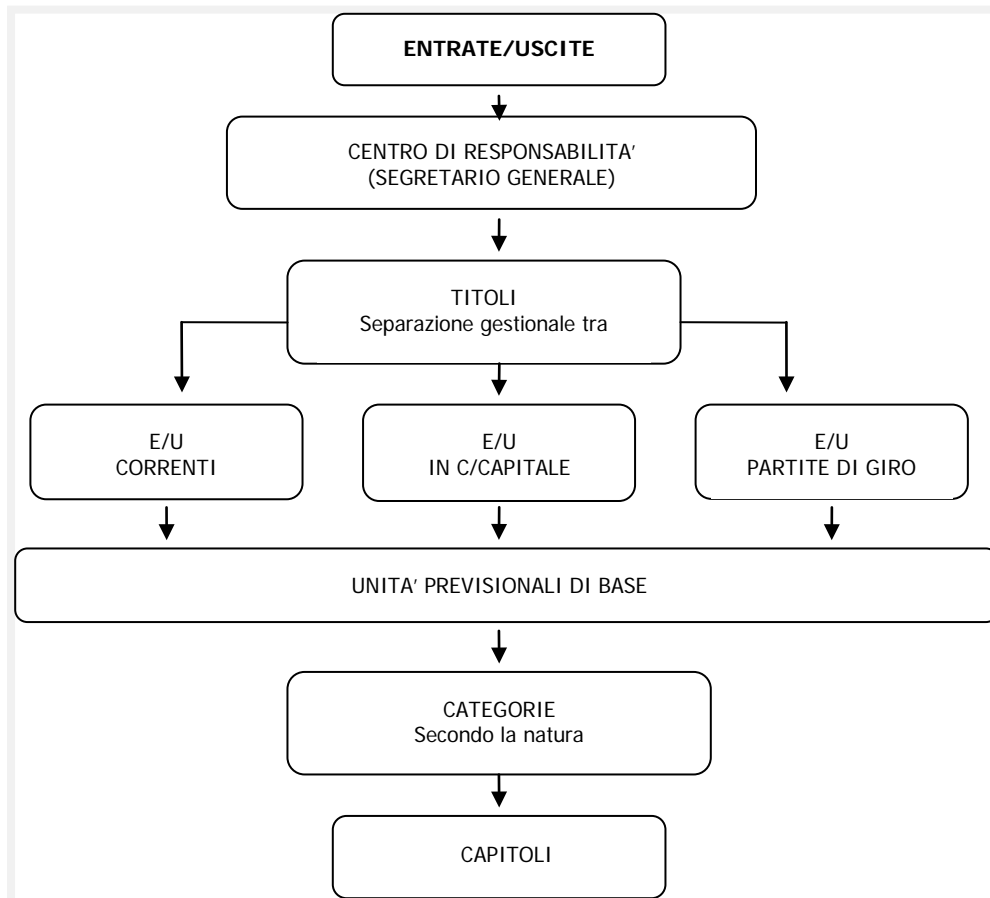 ENTRATE/USCITE
CENTRO DI RESPONSABILITA'
(SEGRETARIO GENERALE)
TITOLI
Separazione gestionale tra
E/U
CORRENTI
E/U
IN C/CAPITALE
E/U
PARTITE DI GIRO
UNITA' PREVISIONALI DI BASE
CATEGORIE
Secondo la natura
CAPITOLI